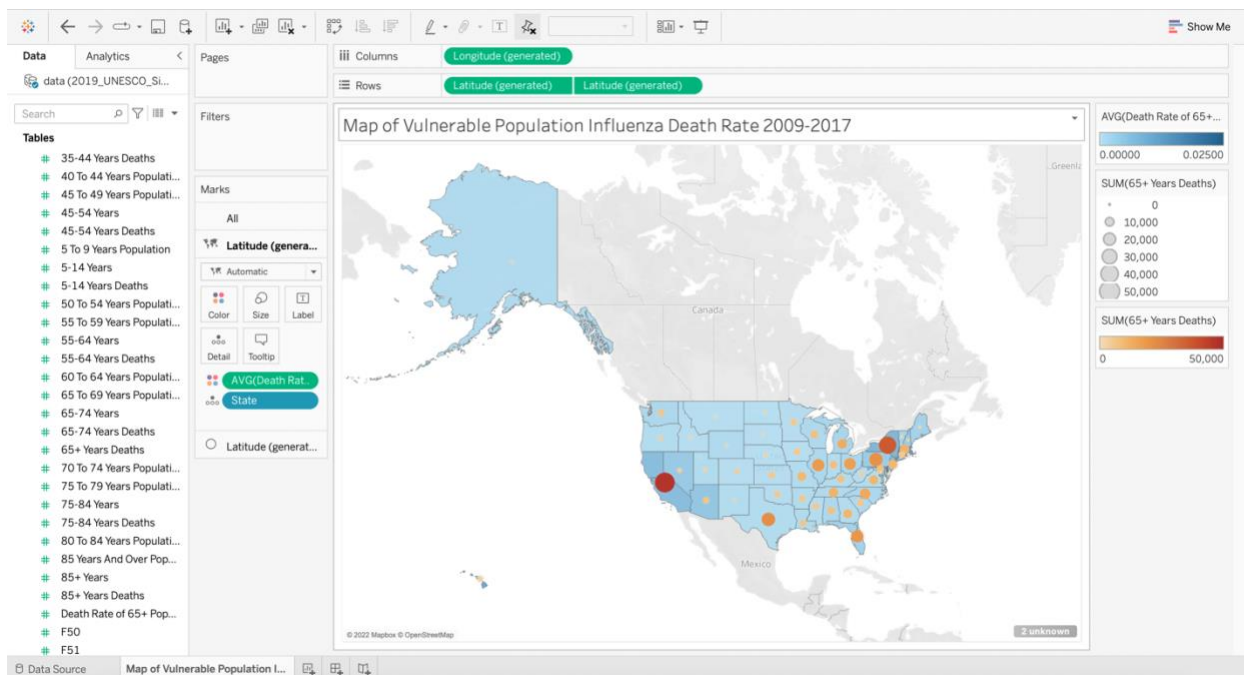 Show Me
Data
Analytics
Pages
Columns
Longitude (generated)
data (2019_UNESCO_Si...
Rows
Latitude (generated)
Latitude (generated)
Search
Tables
35-44 Years Deaths
40 To 44 Years Populati...
45 To 49 Years Populati...
45-54 Years
45-54 Years Deaths
5 To 9 Years Population
5-14 Years
5-14 Years Deaths
50 To 54 Years Populati...
55 To 59 Years Populati...
55-64 Years
55-64 Years Deaths
60 To 64 Years Populati...
65 To 69 Years Populati...
65-74 Years
65-74 Years Deaths
65+ Years Deaths
70 To 74 Years Populati...
75 To 79 Years Populati...
75-84 Years
75-84 Years Deaths
80 To 84 Years Populati...
85 Years And Over Pop...
85+ Years
85+ Years Deaths
Death Rate of 65+ Pop...
F50
F51
Filters
Marks
All
Latitude (genera...
Automatic
Color
Size
Label
Detail
Tooltip
AVG(Death Rat..
State
Latitude (generat...
Map of Vulnerable Population Influenza Death Rate 2009-2017
Greenla
Canada
Mexico
© 2022 Mapbox © OpenStreetMap
2 unknown
AVG(Death Rate of 65+...
0.00000
0.02500
SUM(65+ Years Deaths)
0
10,000
20,000
30,000
40,000
50,000
SUM(65+ Years Deaths)
0
50,000
Data Source
Map of Vulnerable Population I...